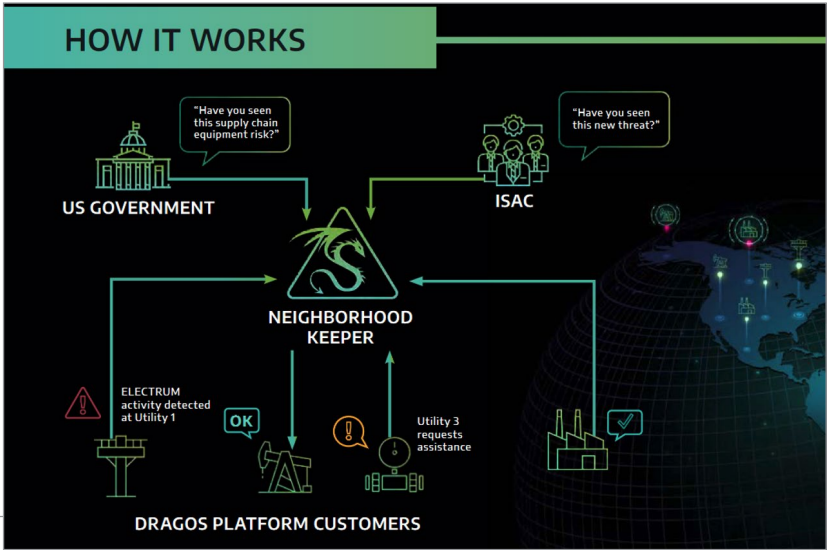 HOW IT WORKS
"Have you seen
this supply chain
equipment risk?"
"Have you seen
this new threat?"
US GOVERNMENT
ISAC
NEIGHBORHOOD
KEEPER
ELECTRUM
activity detected
at Utility 1
OK
Utility 3
requests
assistance
DRAGOS PLATFORM CUSTOMERS